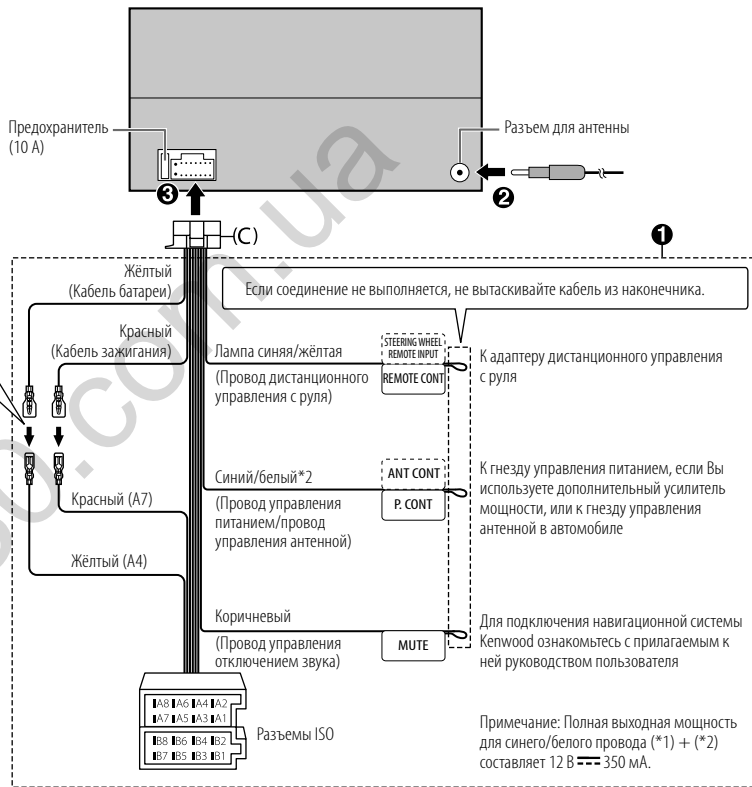 Предохранитель
(10 А)
Разъем для антенны
❸
❷
(C)
❶
Жёлтый
(Кабель батареи)
Если соединение не выполняется, не вытаскивайте кабель из наконечника.
Красный
(Кабель зажигания)
Лампа синяя/жёлтая
(Провод дистанционного
управления с руля)
STEERING WHEEL
REMOTE INPUT
REMOTE CONT
К адаптеру дистанционного управления
с руля
Синий/белый*2
(Провод управления
питанием/провод
управления антенной)
ANT CONT
P. CONT
К гнезду управления питанием, если Вы
используете дополнительный усилитель
мощности, или к гнезду управления
антенной в автомобиле
Красный (A7)
Жёлтый (A4)
Коричневый
(Провод управления
отключением звука)
MUTE
Для подключения навигационной системы
Kenwood ознакомьтесь с прилагаемым к
ней руководством пользователя
A8 A6 A4 A2
A7 A5 A3 A1
B8 B6 B4 B2
B7 B5 B3 B1
Разъемы ISO
Примечание: Полная выходная мощность
для синего/белого провода (*1) + (*2)
составляет 12 В ⎓ 350 мА.
o.com.ua